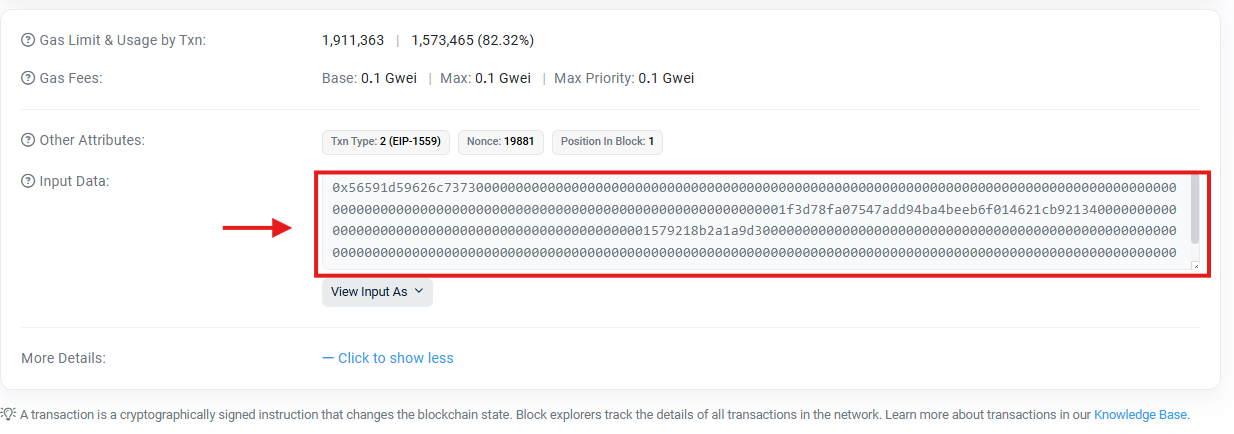 Gas Limit & Usage by Txn: 1,911,363 | 1,573,465 (82.32%)
Gas Fees: Base: 0.1 Gwei | Max: 0.1 Gwei | Max Priority: 0.1 Gwei
Other Attributes: Txn Type: 2 (EIP-1559) Nonce: 19881 Position In Block: 1
Input Data:
View Input As
More Details: — Click to show less
A transaction is a cryptographically signed instruction that changes the blockchain state. Block explorers track the details of all transactions in the network. Learn more about transactions in our Knowledge Base.